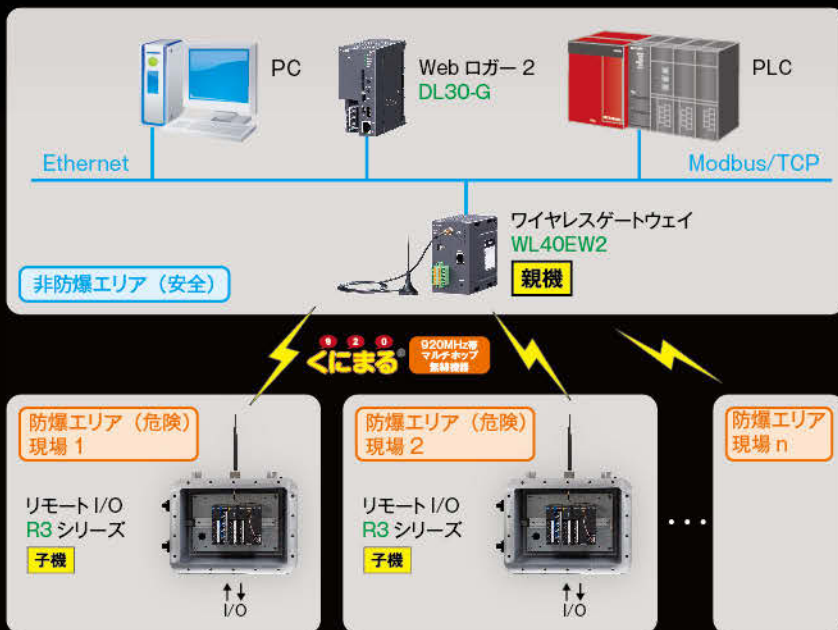 PC
Web ロガー 2
DL30-G
PLC
Ethernet
Modbus/TCP
ワイヤレスゲートウェイ
WL40EW2
親機
非防爆エリア（安全）
9 2 0
くにまる®
920MHz帯
マルチホップ
無線機器
防爆エリア（危険）
現場 1
リモート I/O
R3 シリーズ
子機
I/O
防爆エリア（危険）
現場 2
リモート I/O
R3 シリーズ
子機
I/O
...
防爆エリア
現場 n